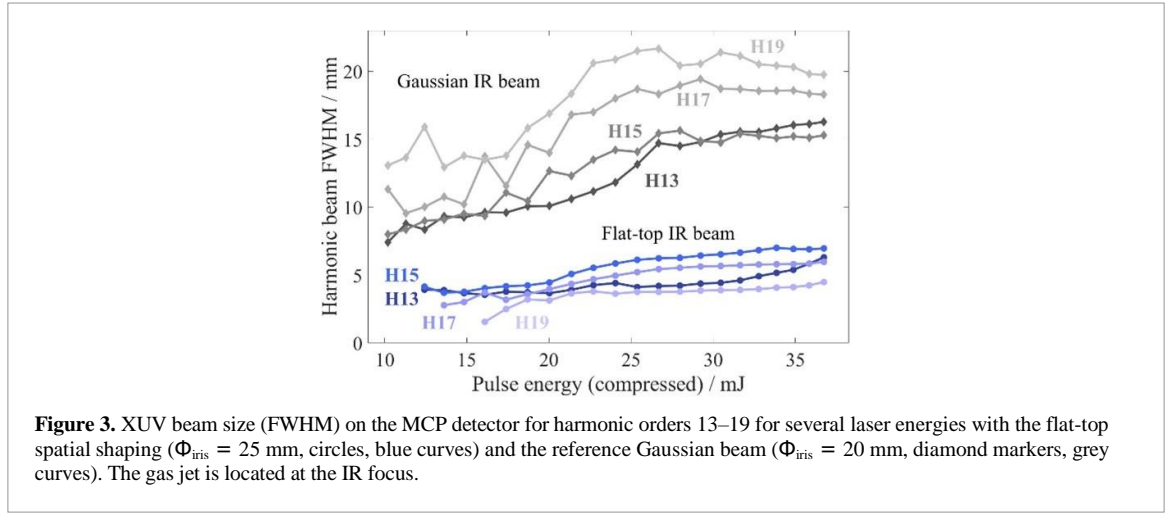 Harmonic beam FWHM / mm
20
15
10
5
0
Gaussian IR beam
H19
H17
H15
H13
Flat-top IR beam
H15
H13
H17
H19
10 15 20 25 30 35
Pulse energy (compressed) / mJ
Figure 3. XUV beam size (FWHM) on the MCP detector for harmonic orders 13–19 for several laser energies with the flat-top
spatial shaping (Φiris = 25 mm, circles, blue curves) and the reference Gaussian beam (Φiris = 20 mm, diamond markers, grey
curves). The gas jet is located at the IR focus.